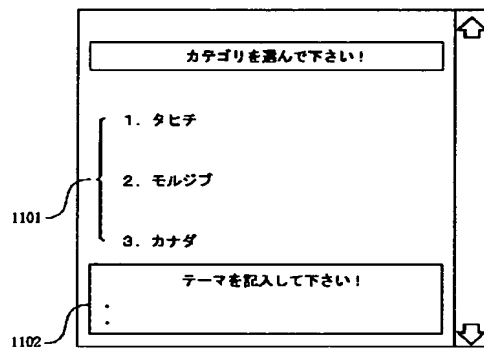 カテゴリを選んで下さい!
1. タヒチ
2. モルジブ
1101
3. カナダ
テーマを記入して下さい!
1102